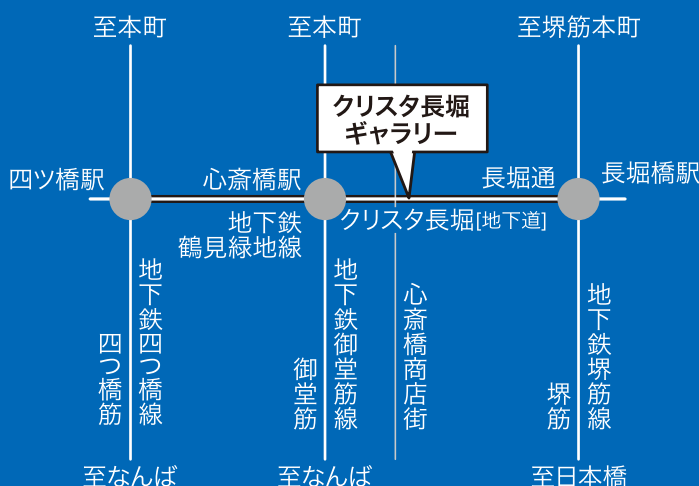 至本町
至本町
至堺筋本町
クリスタ長堀
ギャラリー
四ツ橋駅
心斎橋駅
長堀通
長堀橋駅
地下鉄
鶴見緑地線
クリスタ長堀[地下道]
地下鉄四つ橋線
四つ橋筋
地下鉄御堂筋線
御堂筋
心斎橋商店街
地下鉄堺筋線
堺筋
至なんば
至なんば
至日本橋